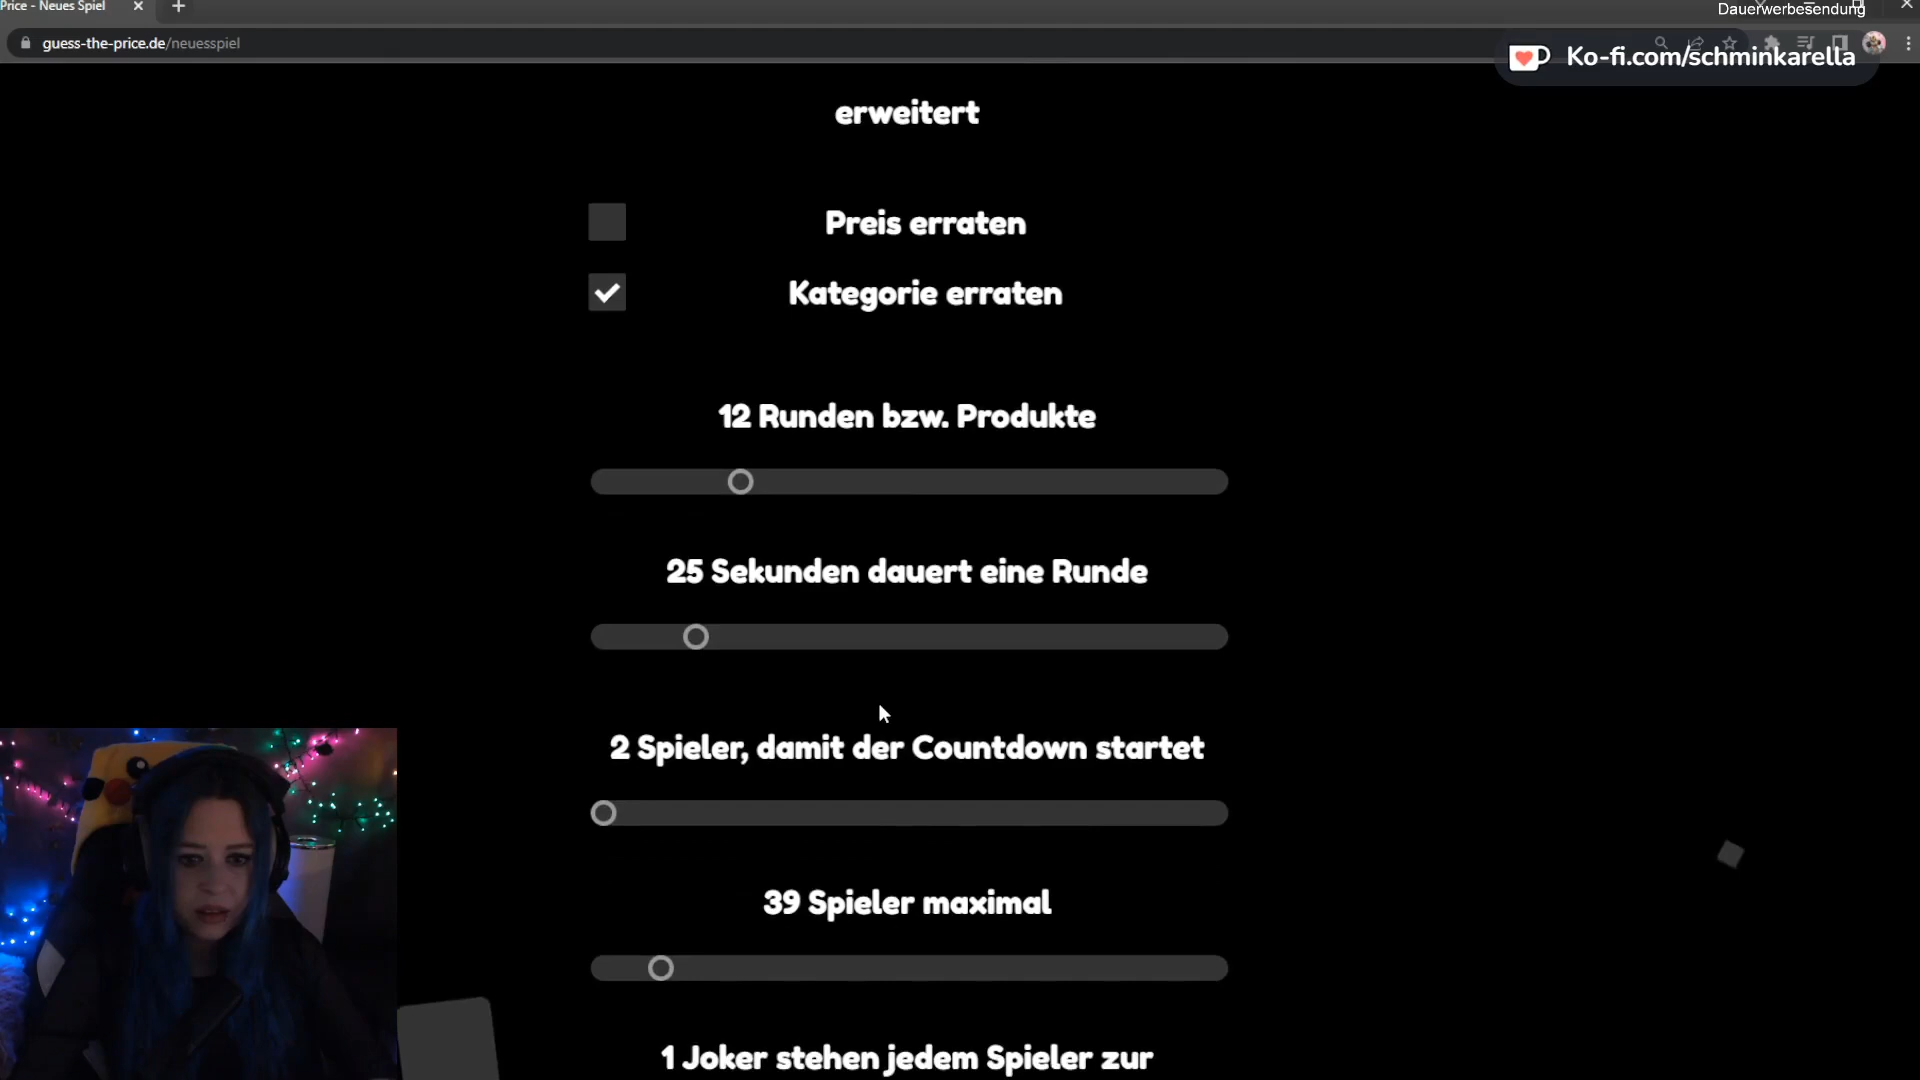 Price - Neues Spiel
Dauerwerbesendung
guess-the-price.de/neuesspiel
Ko-fi.com/schminkarella
erweitert
Preis erraten
Kategorie erraten
12 Runden bzw. Produkte
25 Sekunden dauert eine Runde
2 Spieler, damit der Countdown startet
39 Spieler maximal
1 Joker stehen jedem Spieler zur